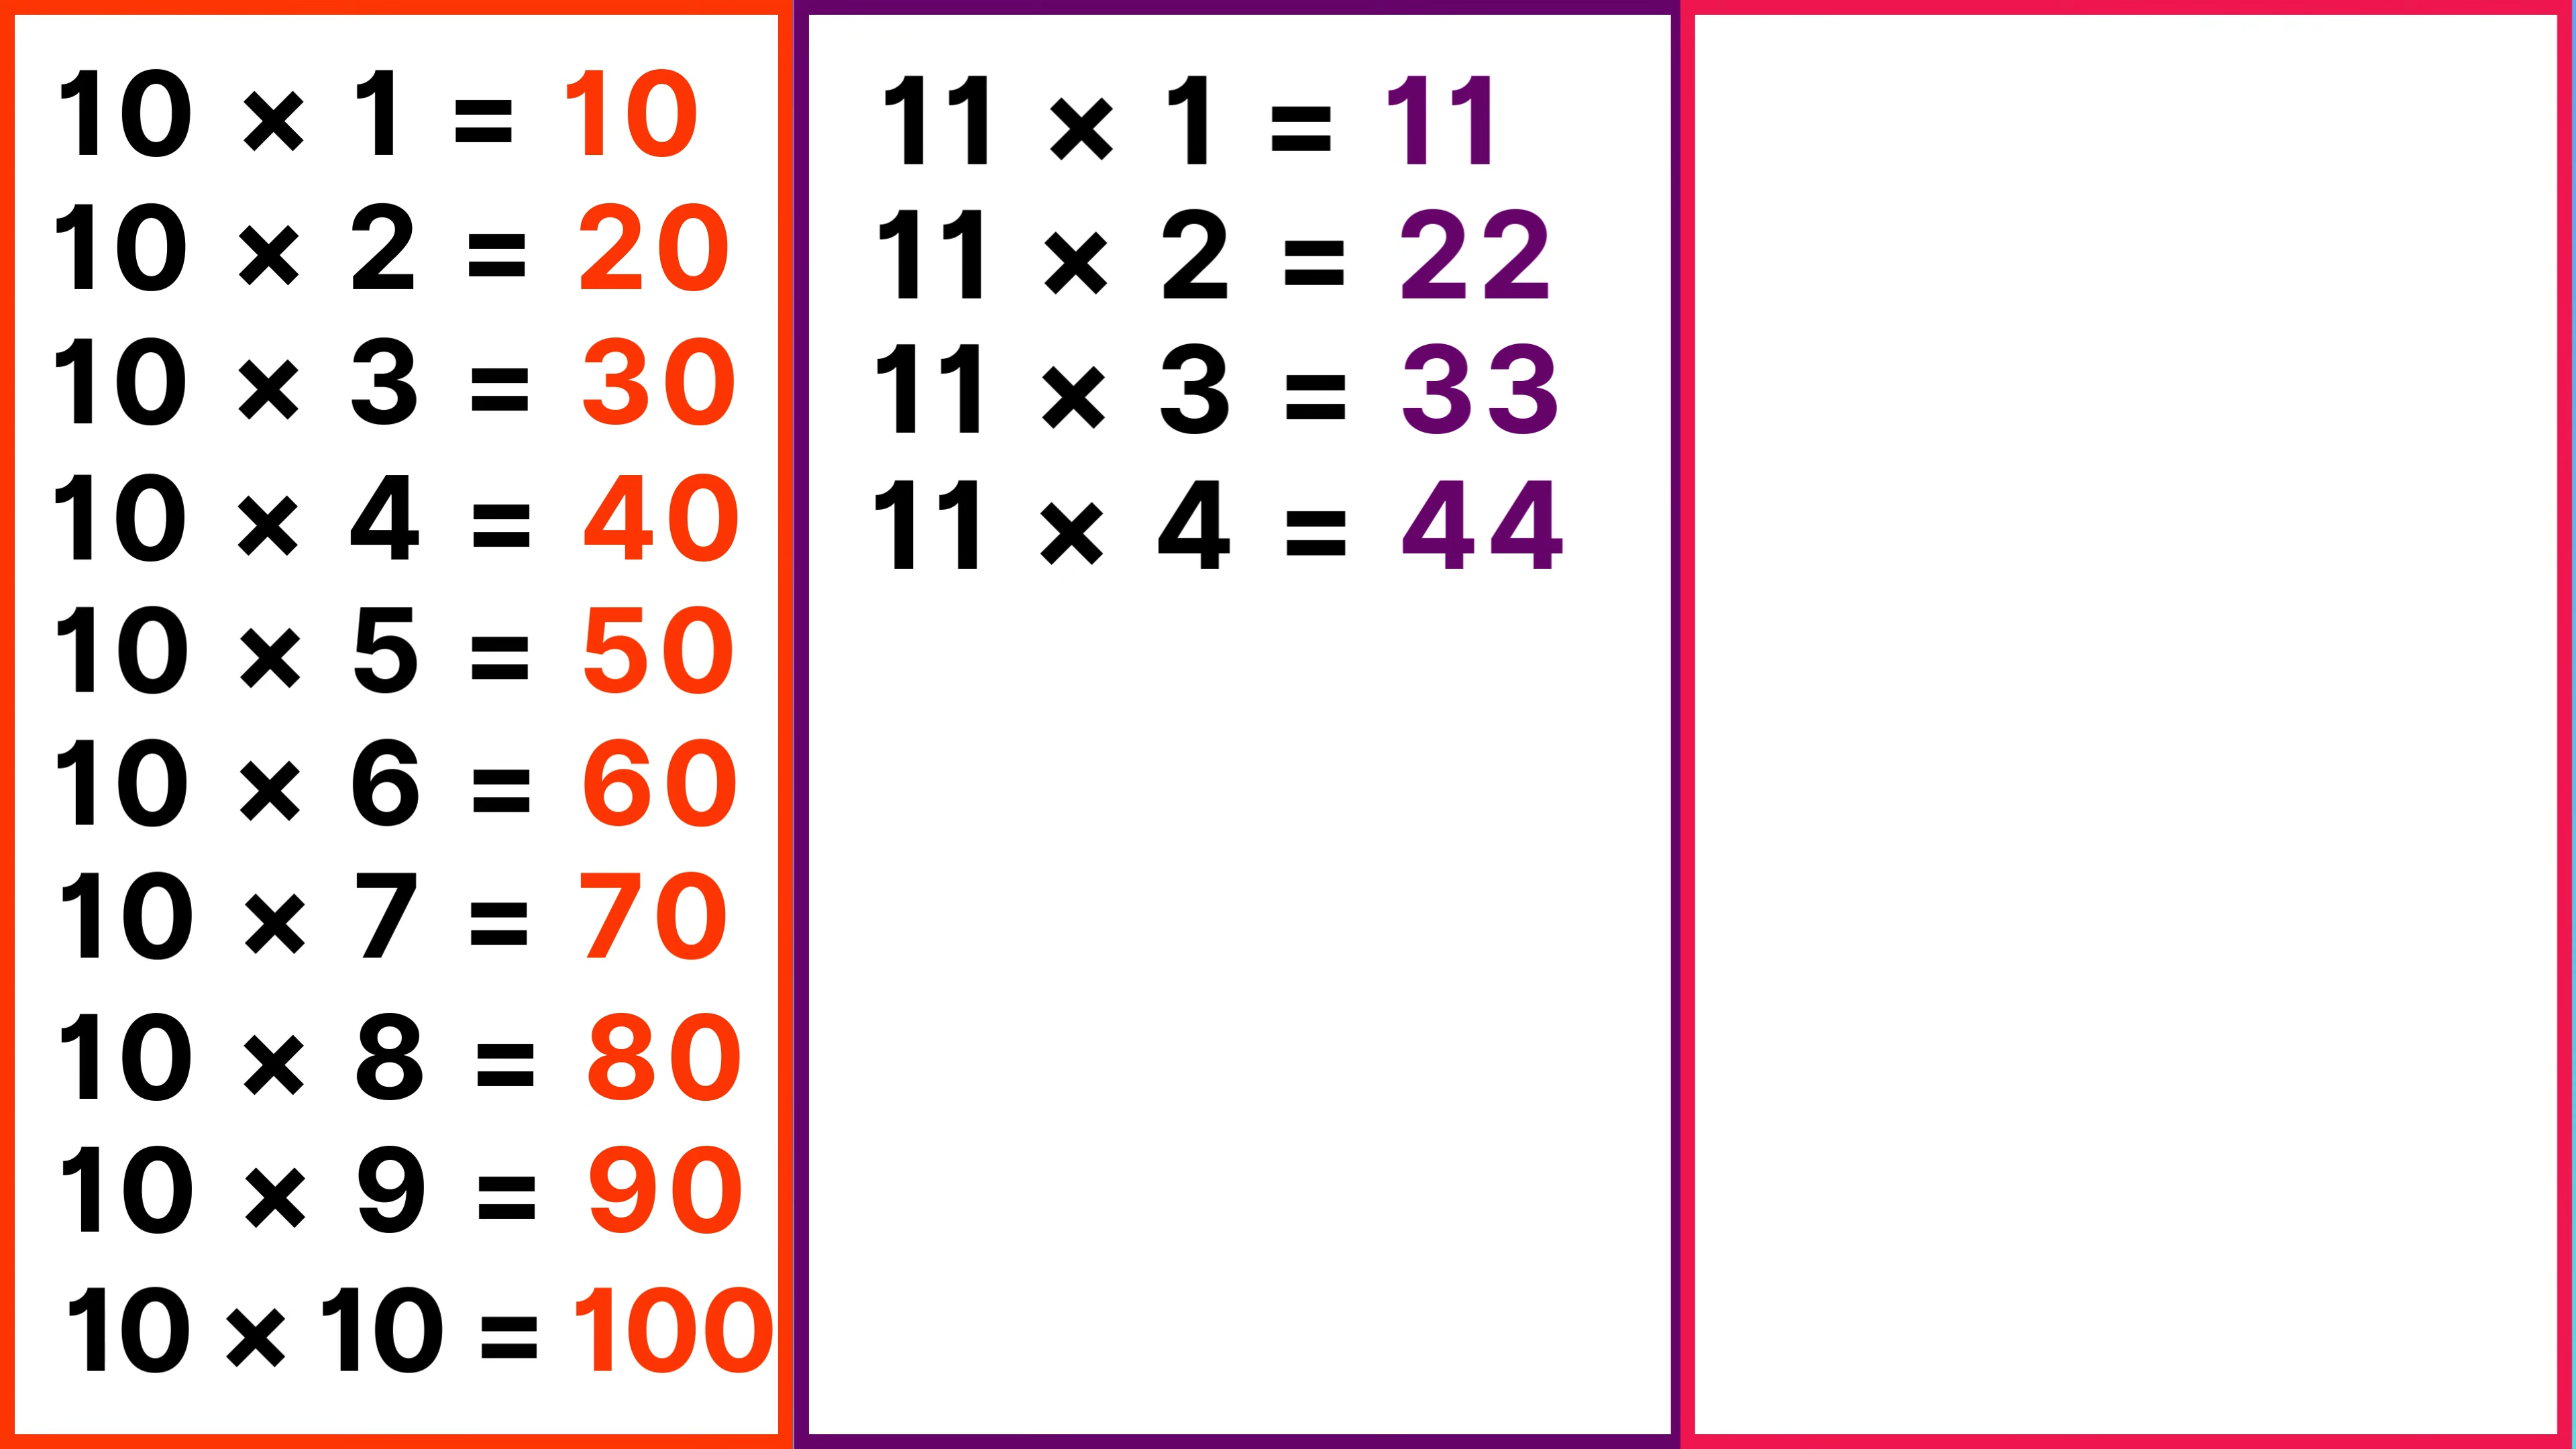 10 × 1 = 10
10 × 2 = 20
10 × 3 = 30
10 × 4 = 40
10 × 5 = 50
10 × 6 = 60
10 × 7 = 70
10 × 8 = 80
10 × 9 = 90
10 × 10 = 100
11 × 1 = 11
11 × 2 = 22
11 × 3 = 33
11 × 4 = 44